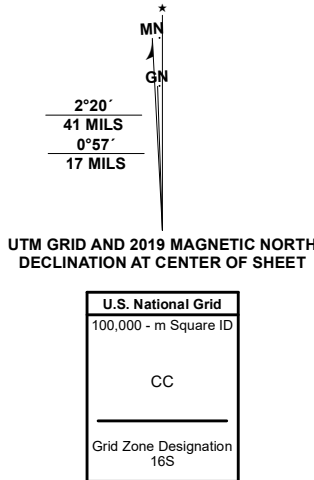 MN
GN
2°20´
41 MILS
0°57´
17 MILS
UTM GRID AND 2019 MAGNETIC NORTH
DECLINATION AT CENTER OF SHEET
U.S. National Grid
100,000 - m Square ID
CC
Grid Zone Designation
16S